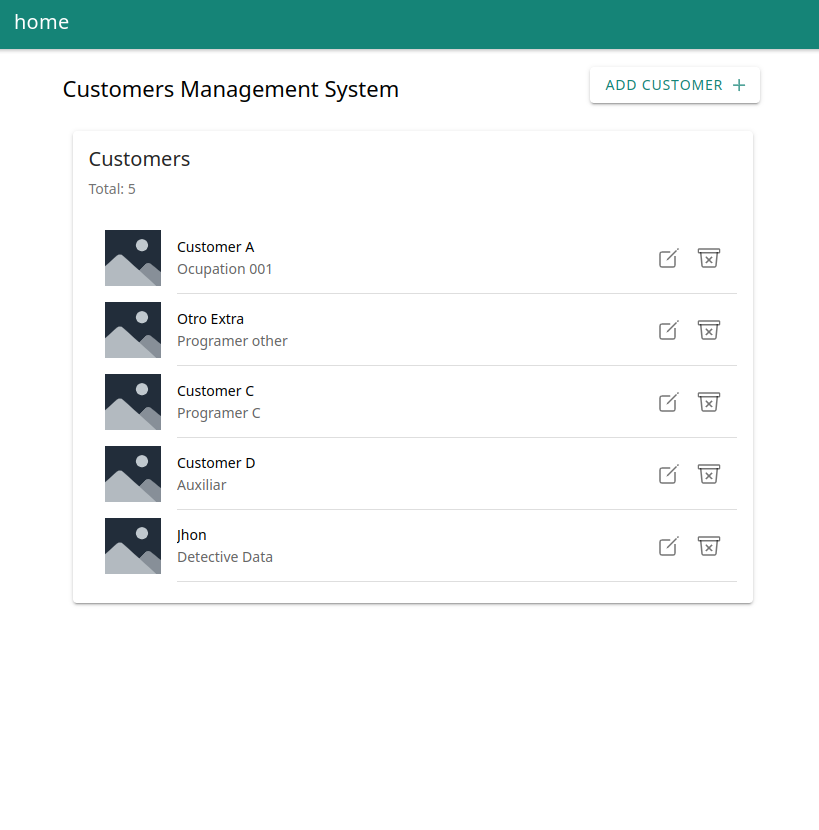 home
Customers Management System
ADD CUSTOMER
Customers
Total: 5
Customer A
Ocupation 001
Otro Extra
Programer other
Customer C
Programer C
Customer D
Auxiliar
Jhon
Detective Data